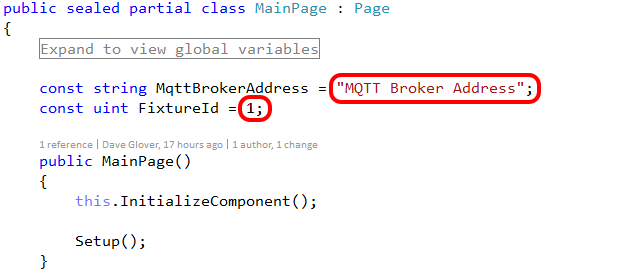 public sealed partial class MainPage : Page
{
Expand to view global variables
const string MqttBrokerAddress = "MQTT Broker Address";
const uint FixtureId = 1;
1 reference | Dave Glover, 17 hours ago | 1 author, 1 change
public MainPage()
{
this.InitializeComponent();
Setup();
}